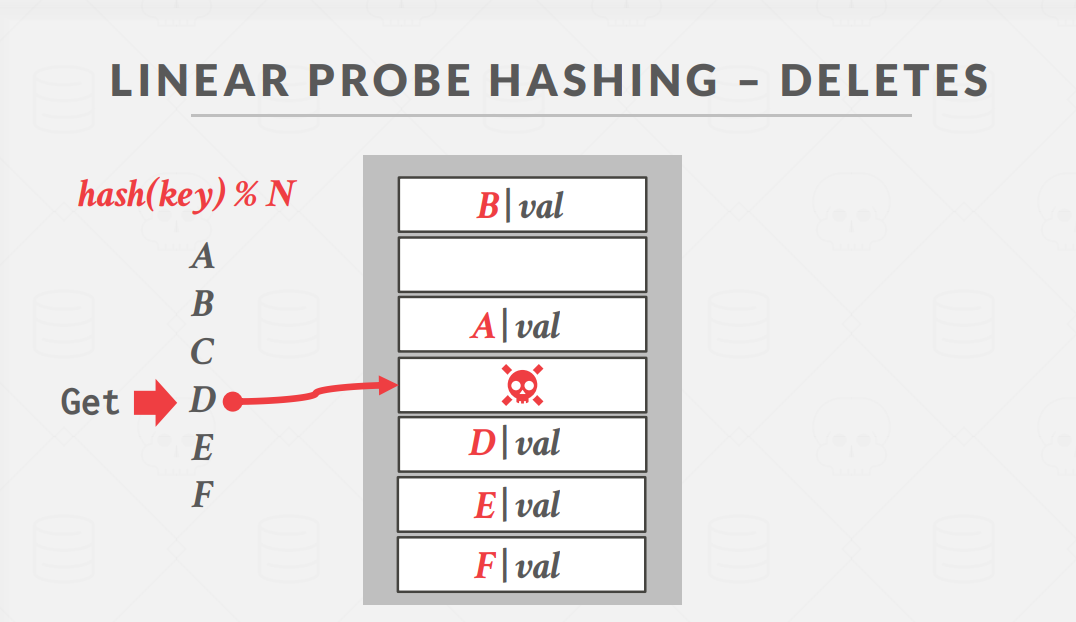 LINEAR PROBE HASHING – DELETES
hash(key) % N
A
B
C
Get D
E
F
B|val
A|val
D|val
E|val
F|val